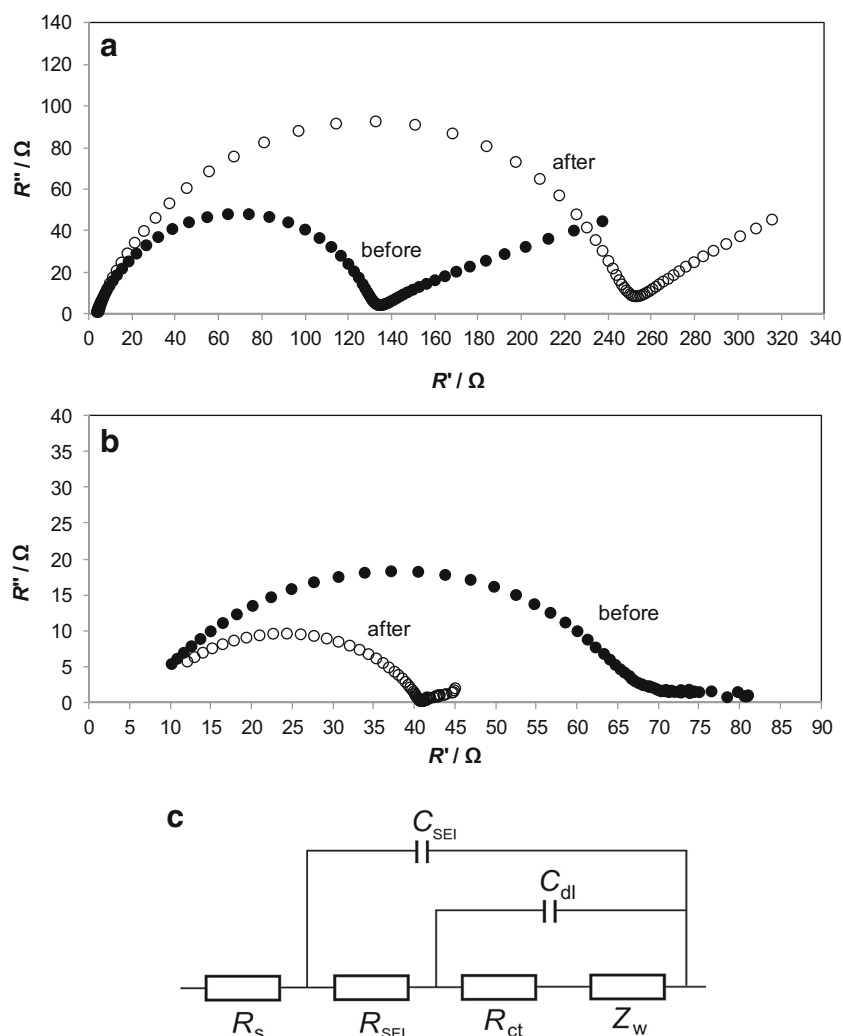 a
R'' / Ω
140
120
100
80
60
40
20
0
after
before
0 20 40 60 80 100 120 140 160 180 200 220 240 260 280 300 320 340
R' / Ω
b
R'' / Ω
40
35
30
25
20
15
10
5
0
after
before
0 5 10 15 20 25 30 35 40 45 50 55 60 65 70 75 80 85 90
R' / Ω
c
C_SEI
C_dl
R_s R_SEI R_ct Z_w